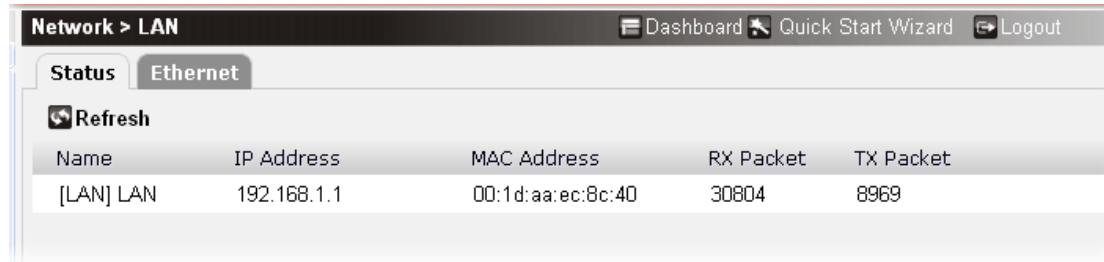 Network > LAN Dashboard Quick Start Wizard Logout
Status Ethernet
Refresh
Name IP Address MAC Address RX Packet TX Packet
[LAN] LAN 192.168.1.1 00:1d:aa:ec:8c:40 30804 8969